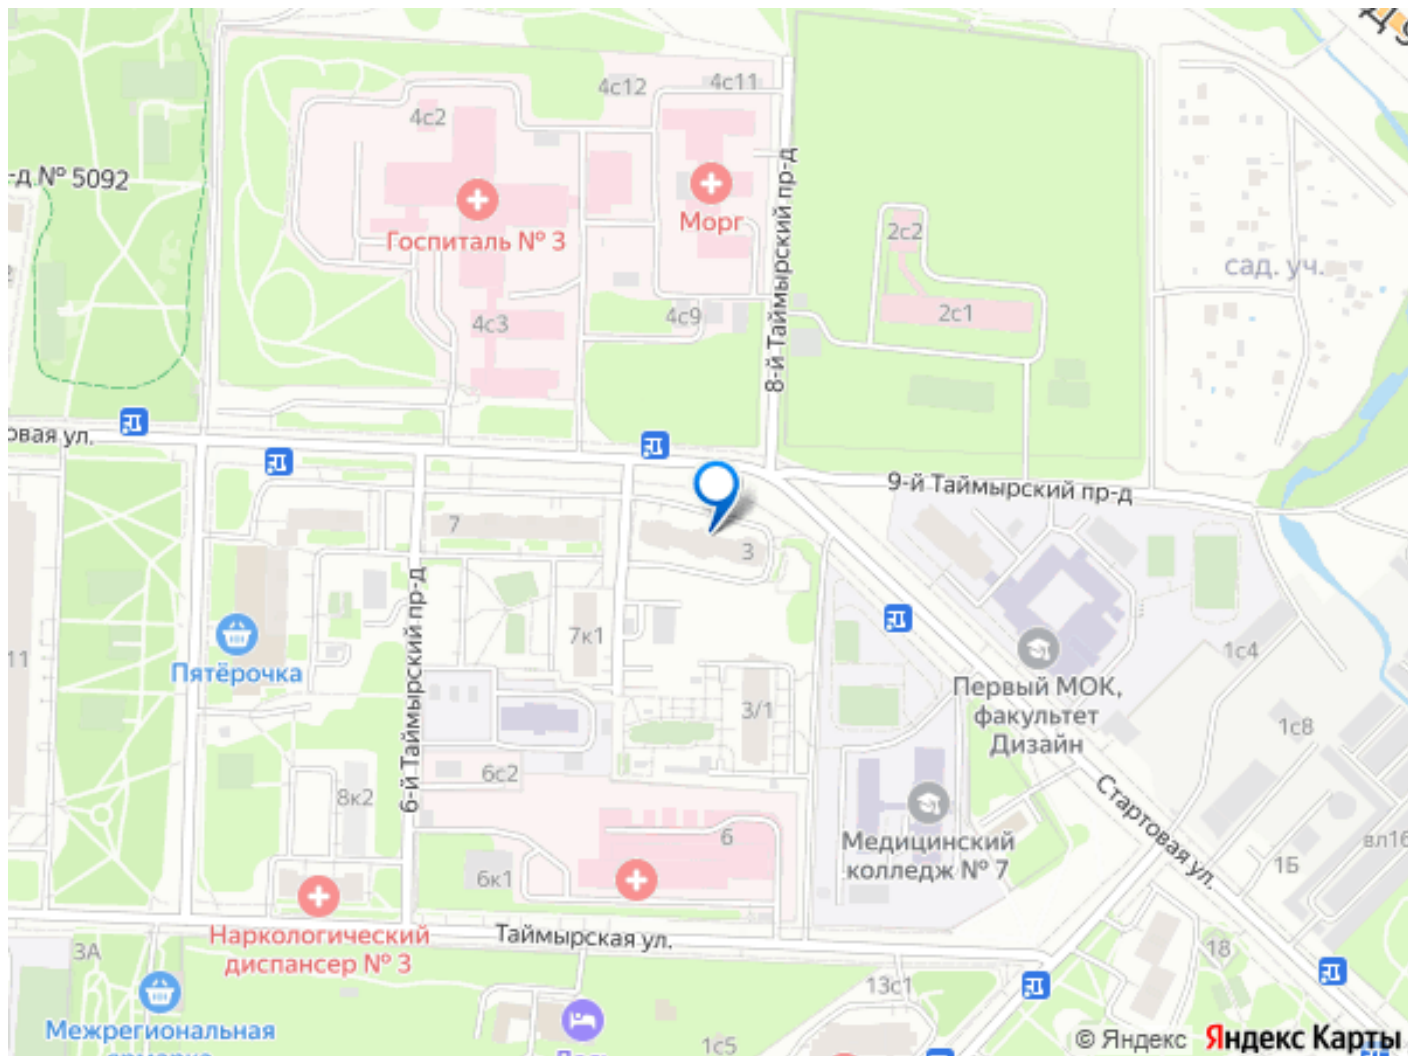 4с12
4с11
4с2
-д № 5092
Морг
Госпиталь № 3
8-й Таймырский пр-д
2с2
сад. уч.
4с3
4с9
2с1
овая ул.
9-й Таймырский пр-д
7
3
6-й Таймырский пр-д
7к1
11
Пятёрочка
1с4
Первый МОК,
факультет
Дизайн
3/1
1с8
6с2
8к2
Стартовая ул.
6
Медицинский
колледж № 7
вл16
1Б
6к1
Наркологический
диспансер № 3
Таймырская ул.
3А
18
13с1
Межрегиональная
ярмарка
1с5
© Яндекс Яндекс Карты